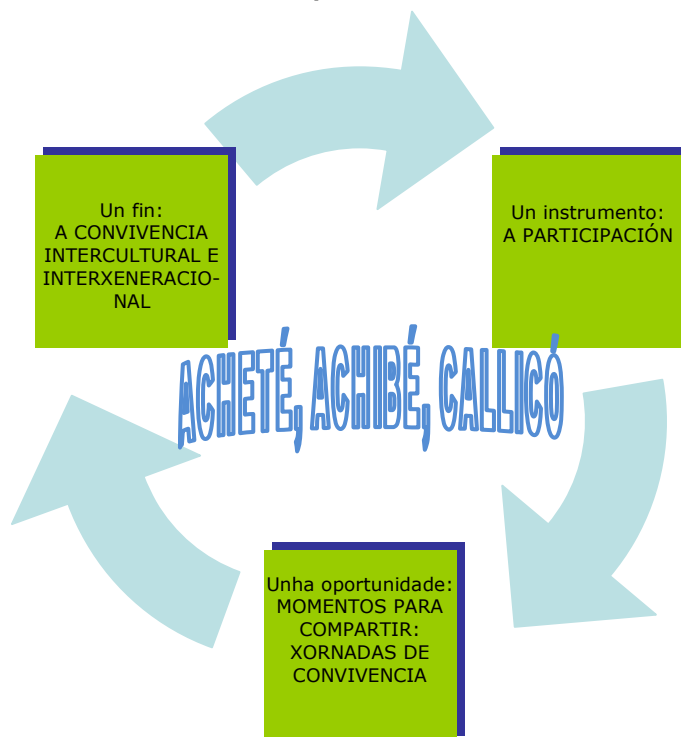 Un fin:
A CONVIVENCIA
INTERCULTURAL E
INTERXENERACIO-
NAL
Un instrumento:
A PARTICIPACIÓN
ACHETÉ, ACHIBÉ, CALLICÓ
Unha oportunidade:
MOMENTOS PARA
COMPARTIR:
XORNADAS DE
CONVIVENCIA